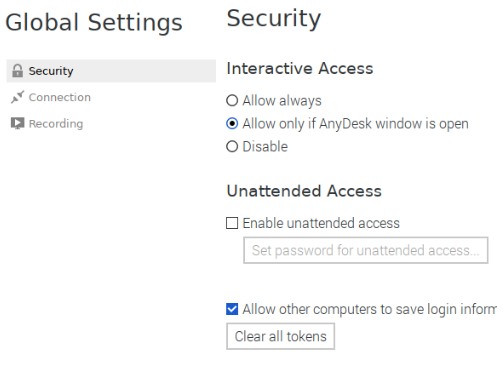 Global Settings
Security
Connection
Recording
Security
Interactive Access
Allow always
Allow only if AnyDesk window is open
Disable
Unattended Access
Enable unattended access
Set password for unattended access...
Allow other computers to save login inform
Clear all tokens